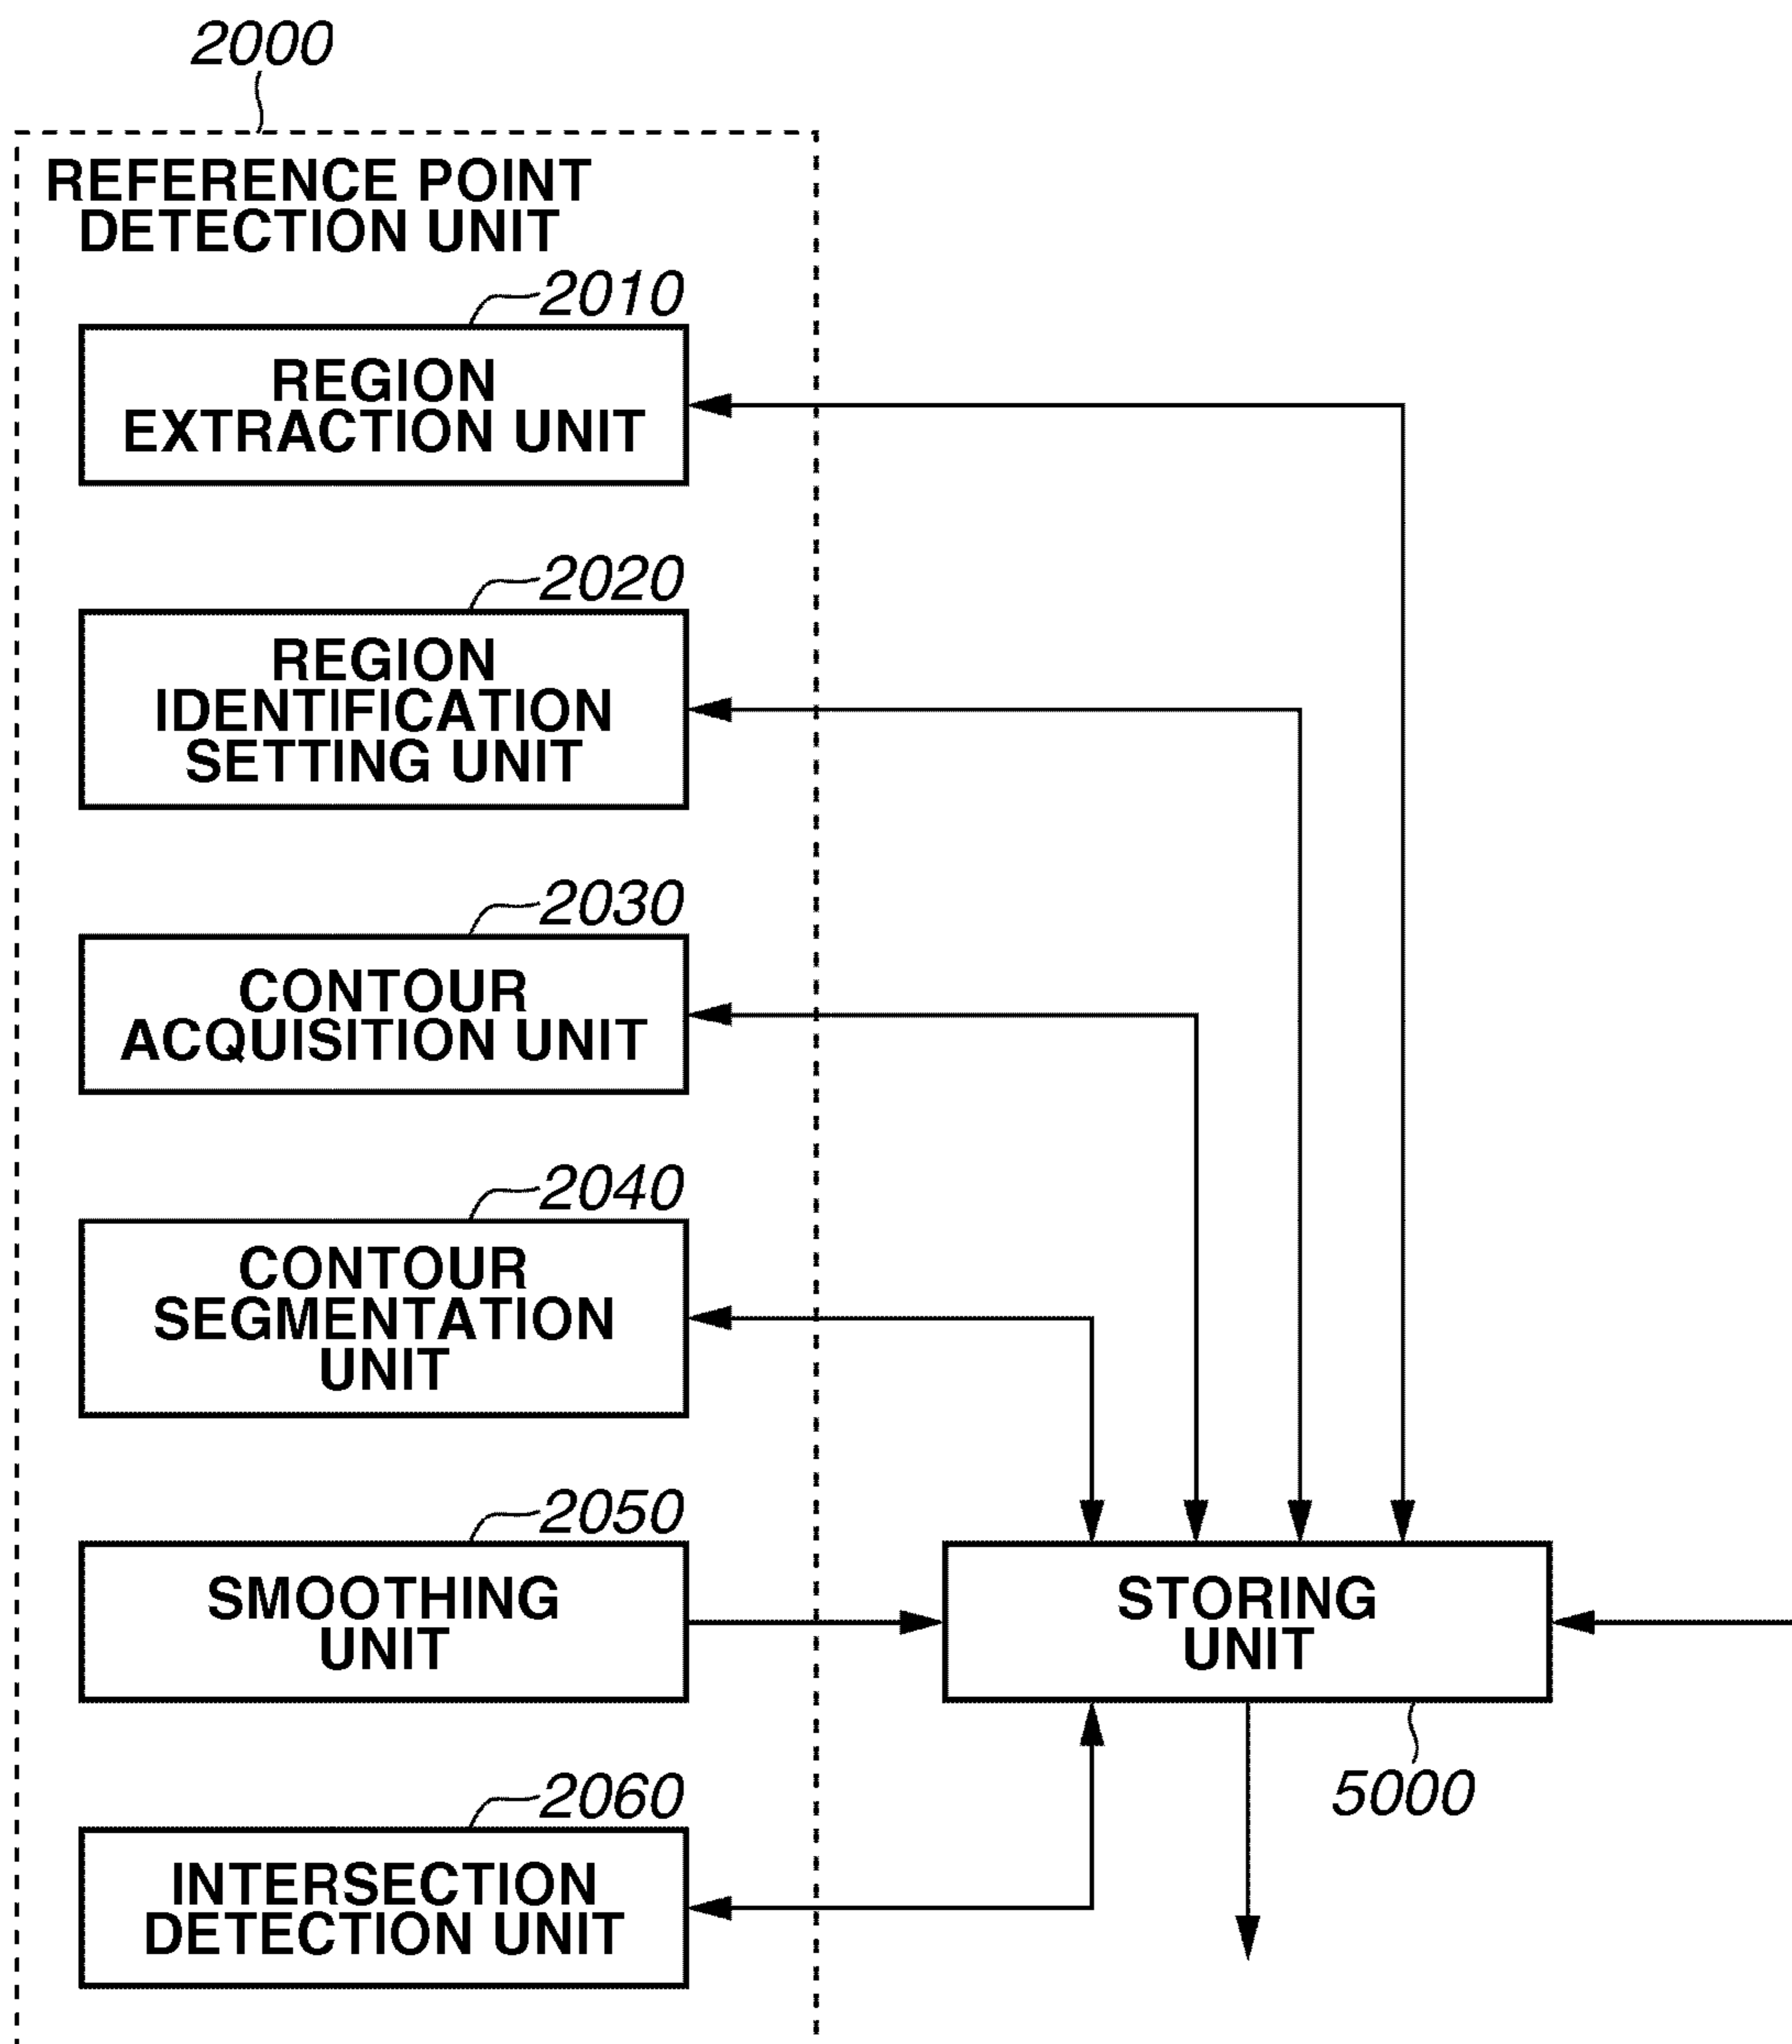 2000
REFERENCE POINT
DETECTION UNIT
2010
REGION
EXTRACTION UNIT
2020
REGION
IDENTIFICATION
SETTING UNIT
2030
CONTOUR
ACQUISITION UNIT
2040
CONTOUR
SEGMENTATION
UNIT
2050
SMOOTHING
UNIT
STORING
UNIT
5000
2060
INTERSECTION
DETECTION UNIT